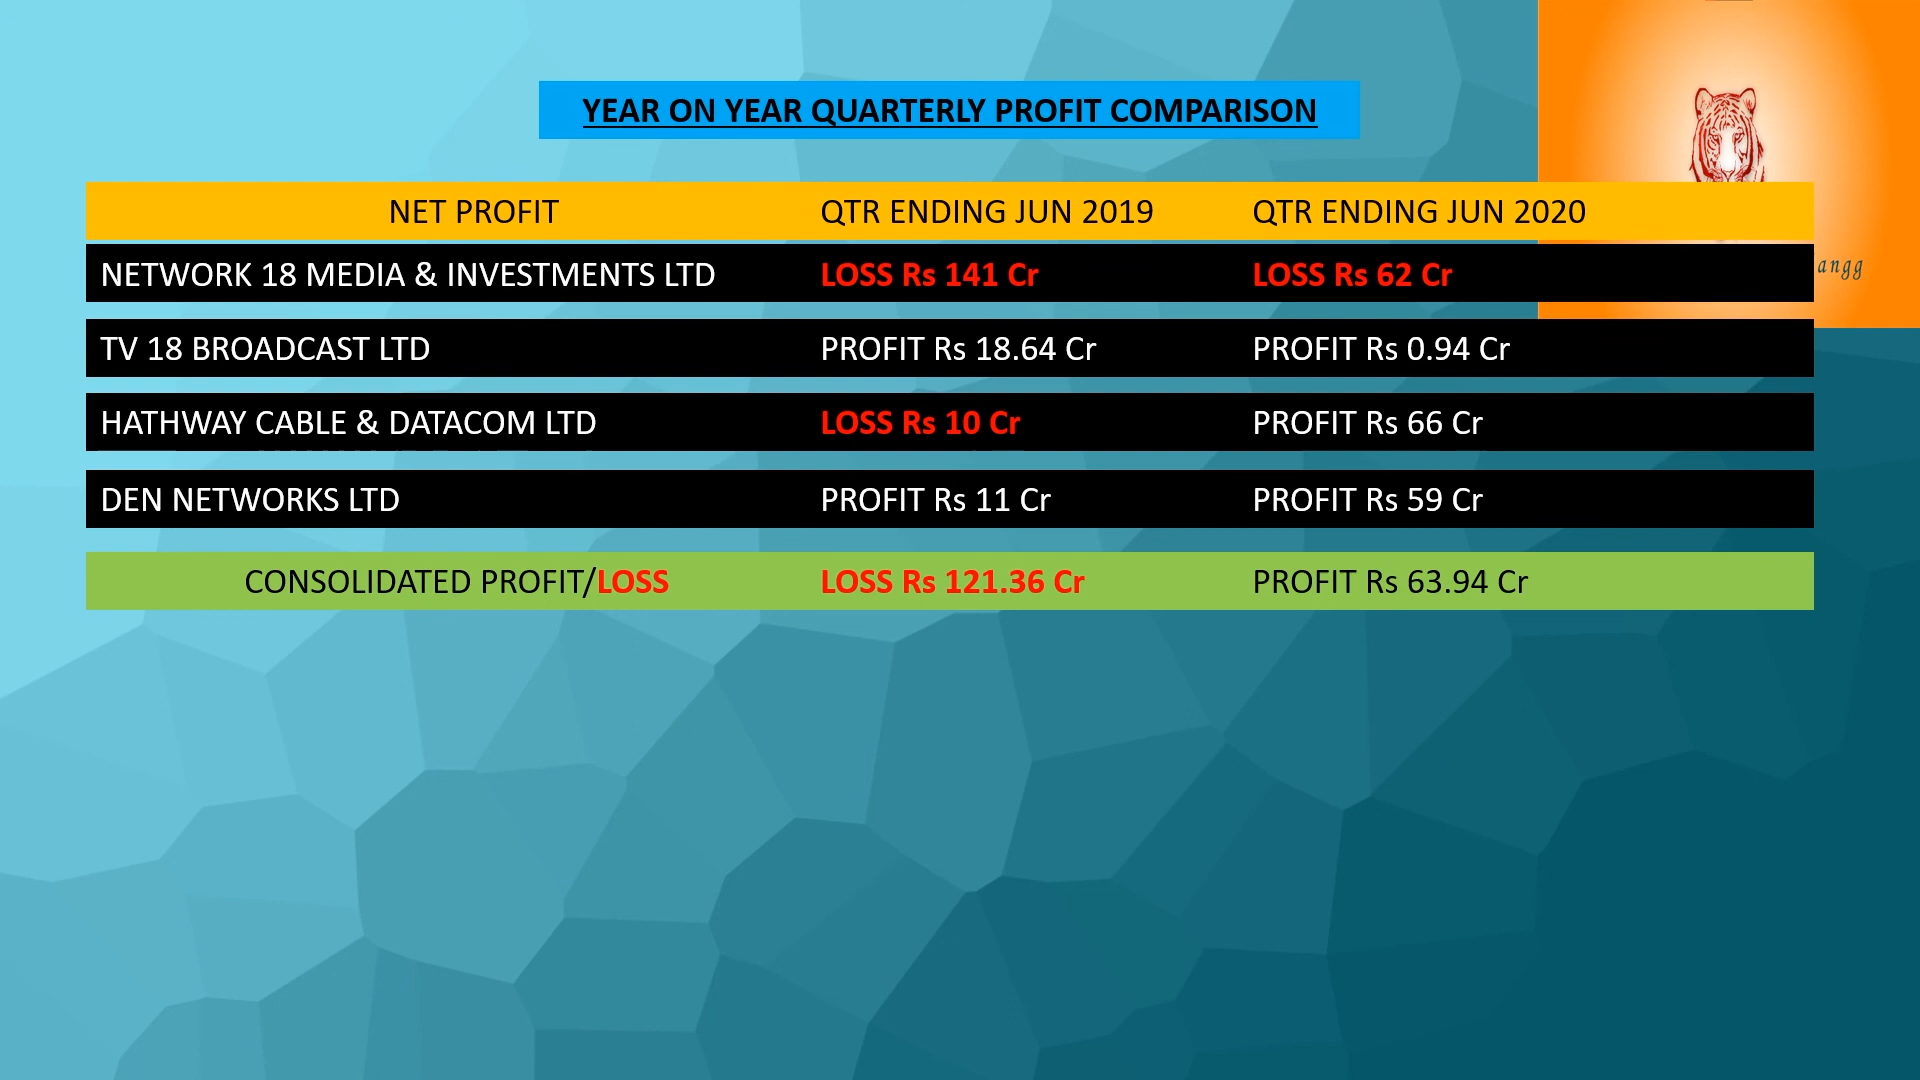 YEAR ON YEAR QUARTERLY PROFIT COMPARISON
NET PROFIT QTR ENDING JUN 2019 QTR ENDING JUN 2020
NETWORK 18 MEDIA & INVESTMENTS LTD LOSS Rs 141 Cr LOSS Rs 62 Cr
angg
TV 18 BROADCAST LTD PROFIT Rs 18.64 Cr PROFIT Rs 0.94 Cr
HATHWAY CABLE & DATACOM LTD LOSS Rs 10 Cr PROFIT Rs 66 Cr
DEN NETWORKS LTD PROFIT Rs 11 Cr PROFIT Rs 59 Cr
CONSOLIDATED PROFIT/LOSS LOSS Rs 121.36 Cr PROFIT Rs 63.94 Cr